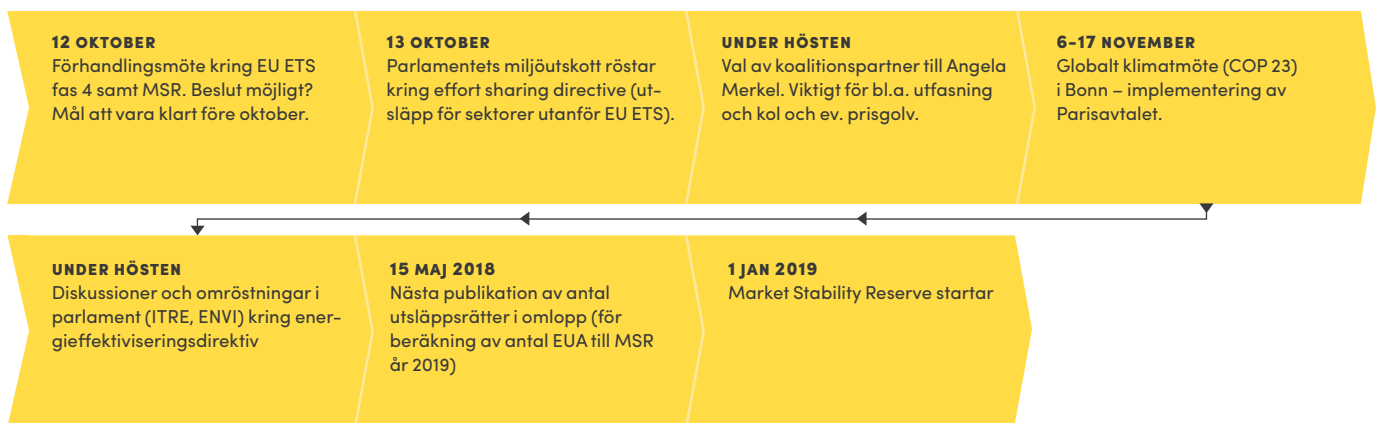 12 OKTOBER
Förhandlingsmöte kring EU ETS
fas 4 samt MSR. Beslut möjligt?
Mål att vara klart före oktober.
13 OKTOBER
Parlamentets miljöutskott röstar
kring effort sharing directive (ut-
släpp för sektorer utanför EU ETS).
UNDER HÖSTEN
Val av koalitionspartner till Angela
Merkel. Viktigt för bl.a. utfasning
och kol och ev. prisgolv.
6-17 NOVEMBER
Globalt klimatmöte (COP 23)
i Bonn – implementering av
Parisavtalet.
UNDER HÖSTEN
Diskussioner och omröstningar i
parlament (ITRE, ENVI) kring ener-
gieffektiviseringsdirektiv
15 MAJ 2018
Nästa publikation av antal
utsläppsrätter i omlopp (för
beräkning av antal EUA till MSR
år 2019)
1 JAN 2019
Market Stability Reserve startar